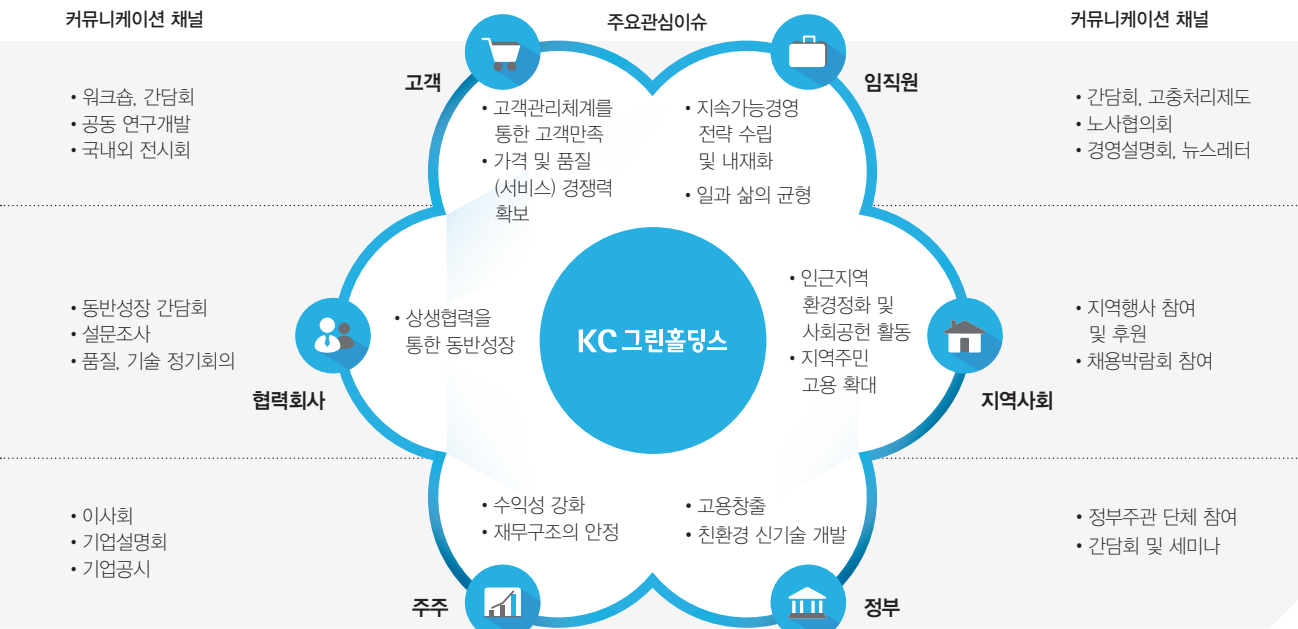 커뮤니케이션 채널
주요관심이슈
커뮤니케이션 채널
고객
• 워크숍, 간담회
• 공동 연구개발
• 국내외 전시회
• 고객관리체계를
통한 고객만족
• 가격 및 품질
(서비스) 경쟁력
확보
임직원
• 지속가능경영
전략 수립
및 내재화
• 일과 삶의 균형
• 간담회, 고충처리제도
• 노사협의회
• 경영설명회, 뉴스레터
협력회사
• 동반성장 간담회
• 설문조사
• 품질, 기술 정기회의
• 상생협력을
통한 동반성장
KC그린홀딩스
• 인근지역
환경정화 및
사회공헌 활동
• 지역주민
고용 확대
지역사회
• 지역행사 참여
및 후원
• 채용박람회 참여
주주
• 이사회
• 기업설명회
• 기업공시
• 수익성 강화
• 재무구조의 안정
• 고용창출
• 친환경 신기술 개발
정부
• 정부주관 단체 참여
• 간담회 및 세미나